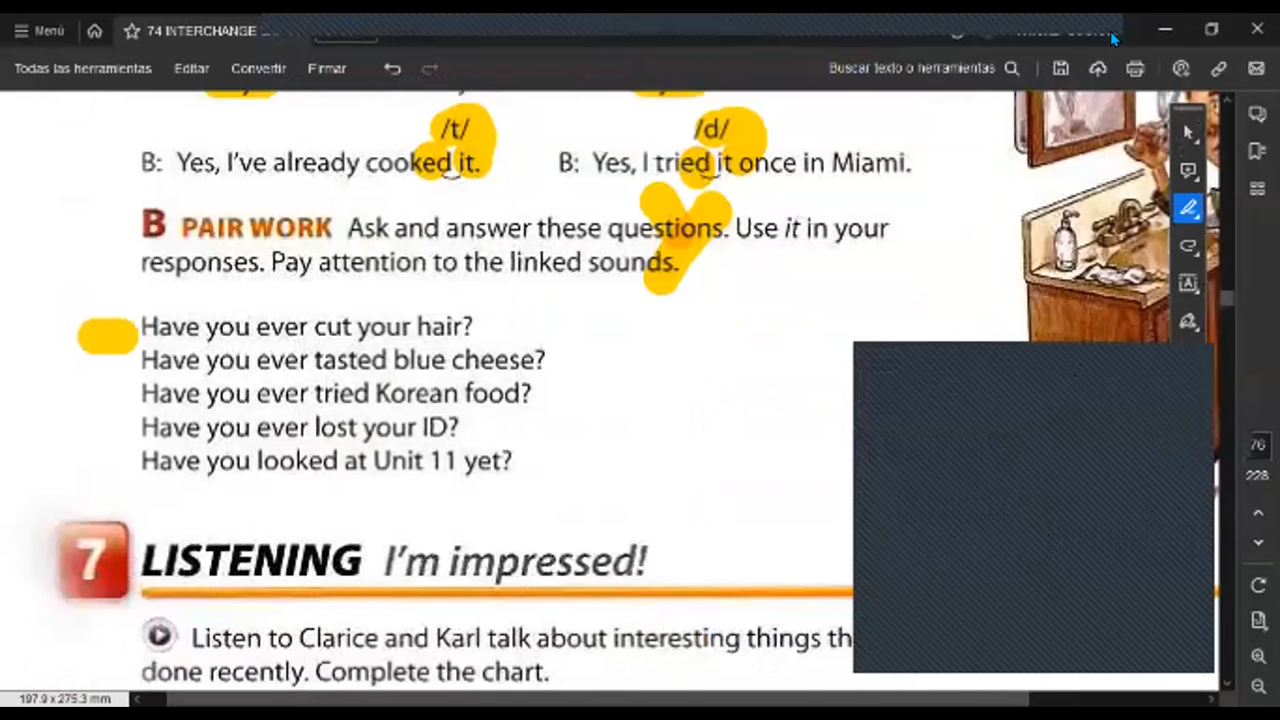 Menú
74 INTERCHANGE
Todas las herramientas Editar Convertir Firmar Buscar texto o herramientas
/t/ /d/
B: Yes, I've already cooked it. B: Yes, I tried it once in Miami.
B PAIR WORK Ask and answer these questions. Use it in your
responses. Pay attention to the linked sounds.
Have you ever cut your hair?
Have you ever tasted blue cheese?
Have you ever tried Korean food?
Have you ever lost your ID?
Have you looked at Unit 11 yet?
76
228
7 LISTENING I'm impressed!
Listen to Clarice and Karl talk about interesting things th
done recently. Complete the chart.
197.9 x 275.3 mm